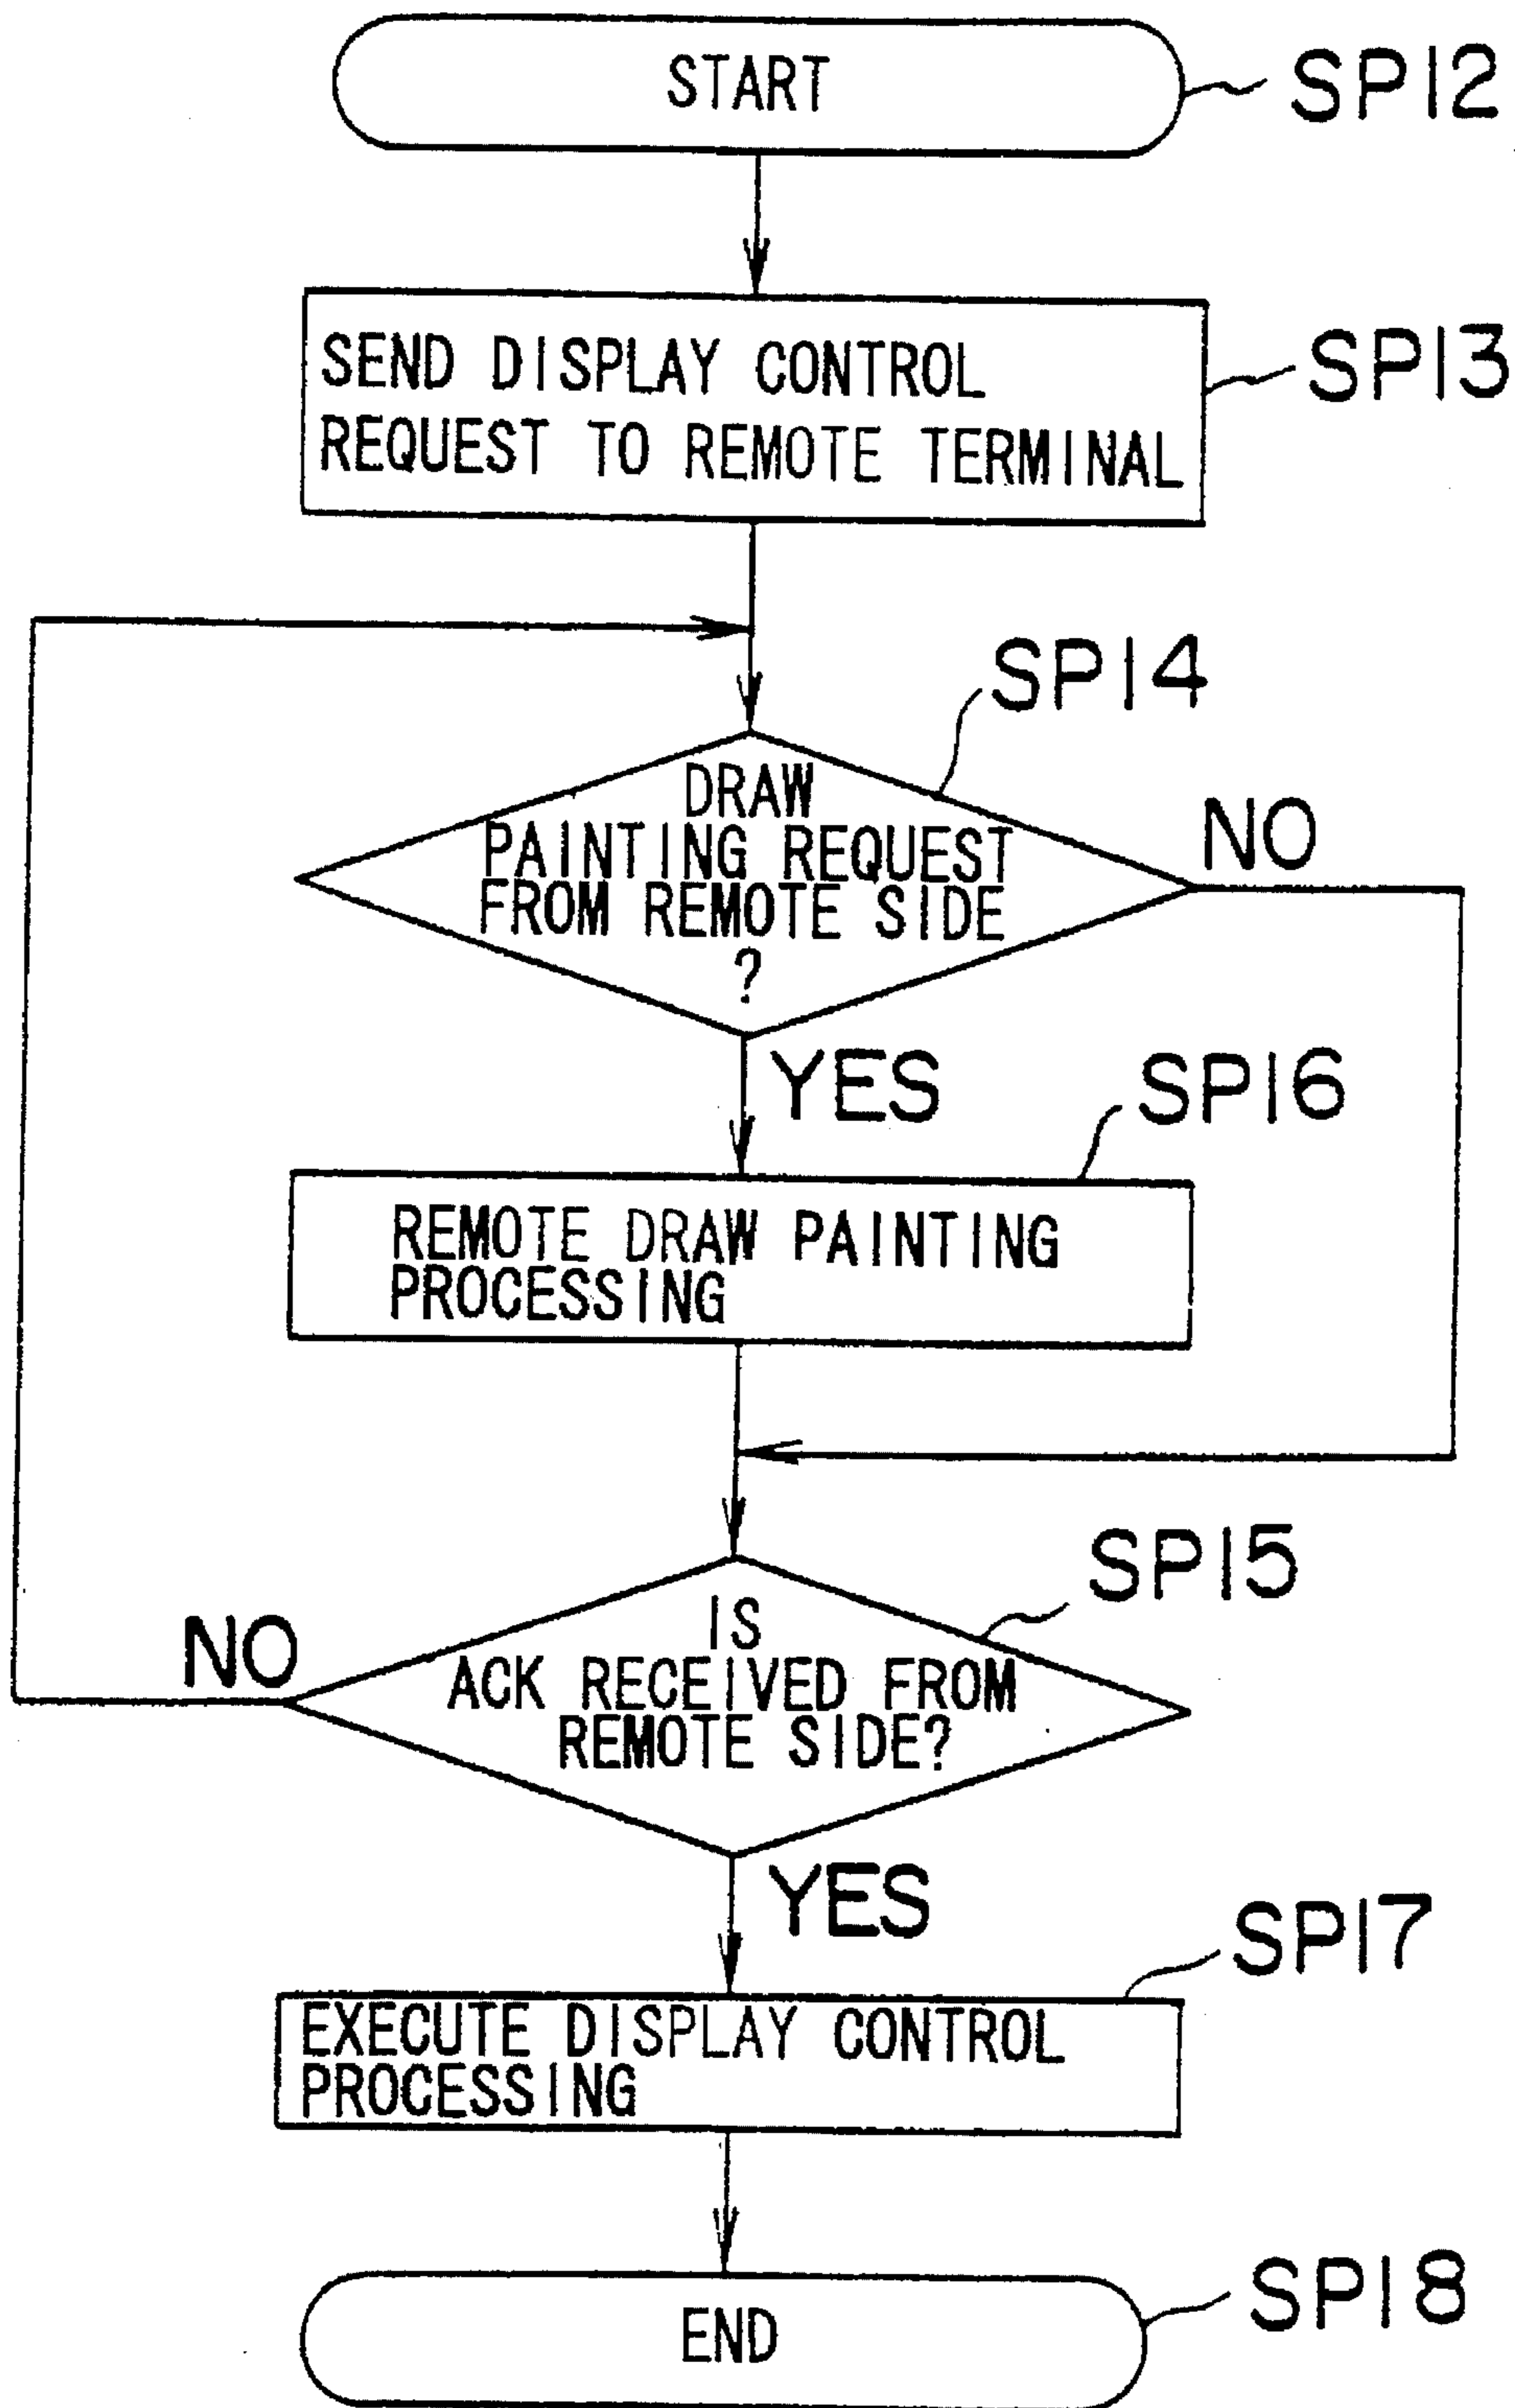 START
SP12
SEND DISPLAY CONTROL
REQUEST TO REMOTE TERMINAL
SP13
SP14
DRAW
PAINTING REQUEST
FROM REMOTE SIDE
?
NO
YES
SP16
REMOTE DRAW PAINTING
PROCESSING
SP15
IS
ACK RECEIVED FROM
REMOTE SIDE?
NO
YES
SP17
EXECUTE DISPLAY CONTROL
PROCESSING
END
SP18